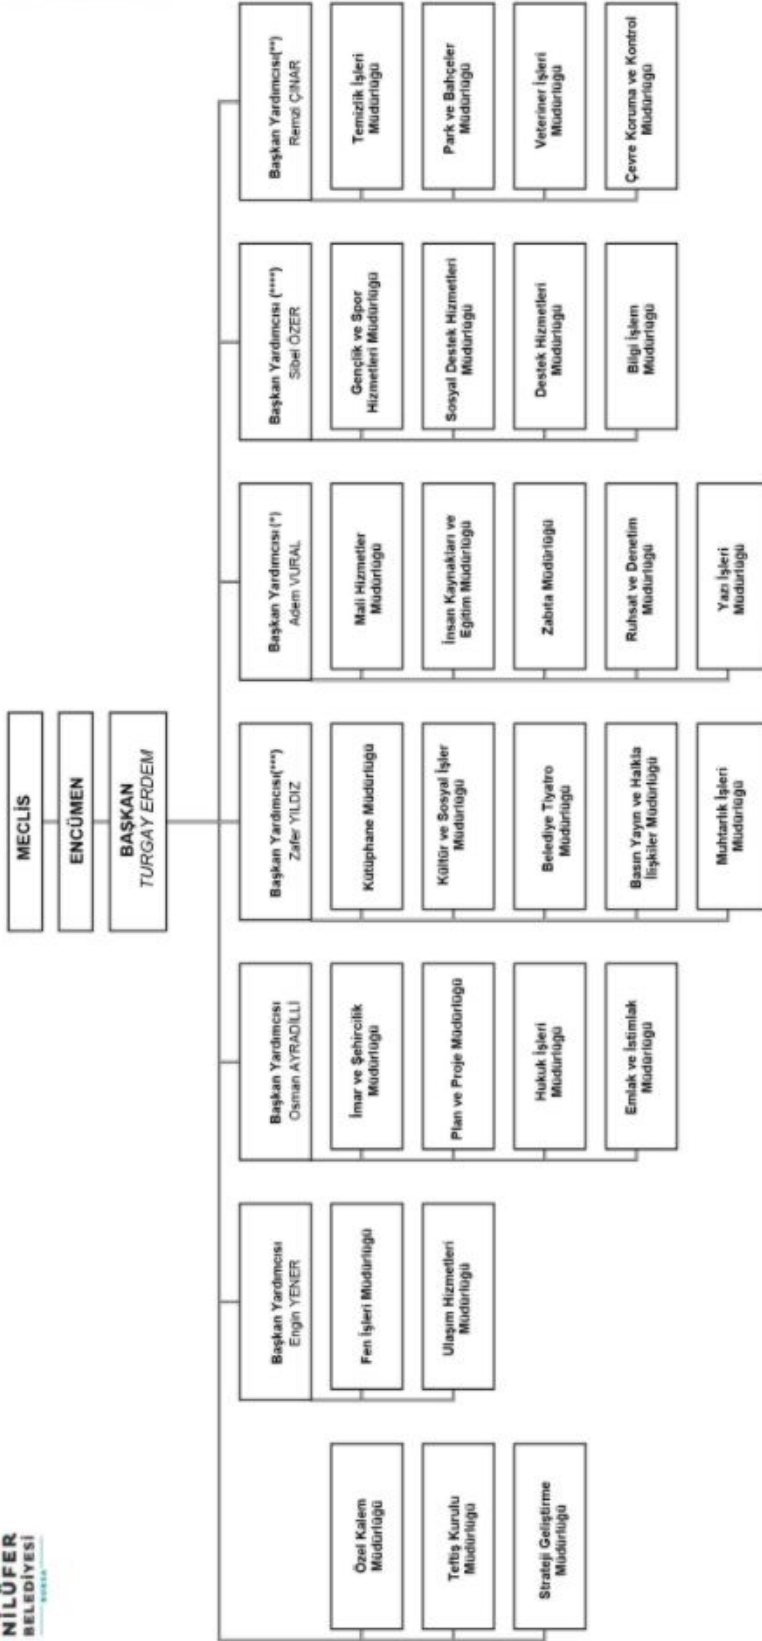 NİLÜFER
BELEDİYESİ
BURSA
MECLİS
ENCÜMEN
BAŞKAN
TURGAY ERDEM
Özel Kalem
Müdürlüğü
Teftiş Kurulu
Müdürlüğü
Strateji Geliştirme
Müdürlüğü
Başkan Yardımcısı
Engin YENER
Fen İşleri Müdürlüğü
Ulaşım Hizmetleri
Müdürlüğü
Başkan Yardımcısı
Osman AYRADİLLİ
İmar ve Şehircilik
Müdürlüğü
Plan ve Proje Müdürlüğü
Hukuk İşleri
Müdürlüğü
Emlak ve İstimlak
Müdürlüğü
Başkan Yardımcısı(***)
Zafer YILDIZ
Kütüphane Müdürlüğü
Kültür ve Sosyal İşler
Müdürlüğü
Belediye Tiyatro
Müdürlüğü
Basın Yayın ve Halkla
İlişkiler Müdürlüğü
Muhtarlık İşleri
Müdürlüğü
Başkan Yardımcısı (*)
Adem VURAL
Mali Hizmetler
Müdürlüğü
İnsan Kaynakları ve
Eğitim Müdürlüğü
Zabıta Müdürlüğü
Ruhsat ve Denetim
Müdürlüğü
Yazı İşleri
Müdürlüğü
Başkan Yardımcısı (****)
Sibel ÖZER
Gençlik ve Spor
Hizmetleri Müdürlüğü
Sosyal Destek Hizmetleri
Müdürlüğü
Destek Hizmetleri
Müdürlüğü
Bilgi İşlem
Müdürlüğü
Başkan Yardımcısı(**)
Remzi ÇINAR
Temizlik İşleri
Müdürlüğü
Park ve Bahçeler
Müdürlüğü
Veteriner İşleri
Müdürlüğü
Çevre Koruma ve Kontrol
Müdürlüğü